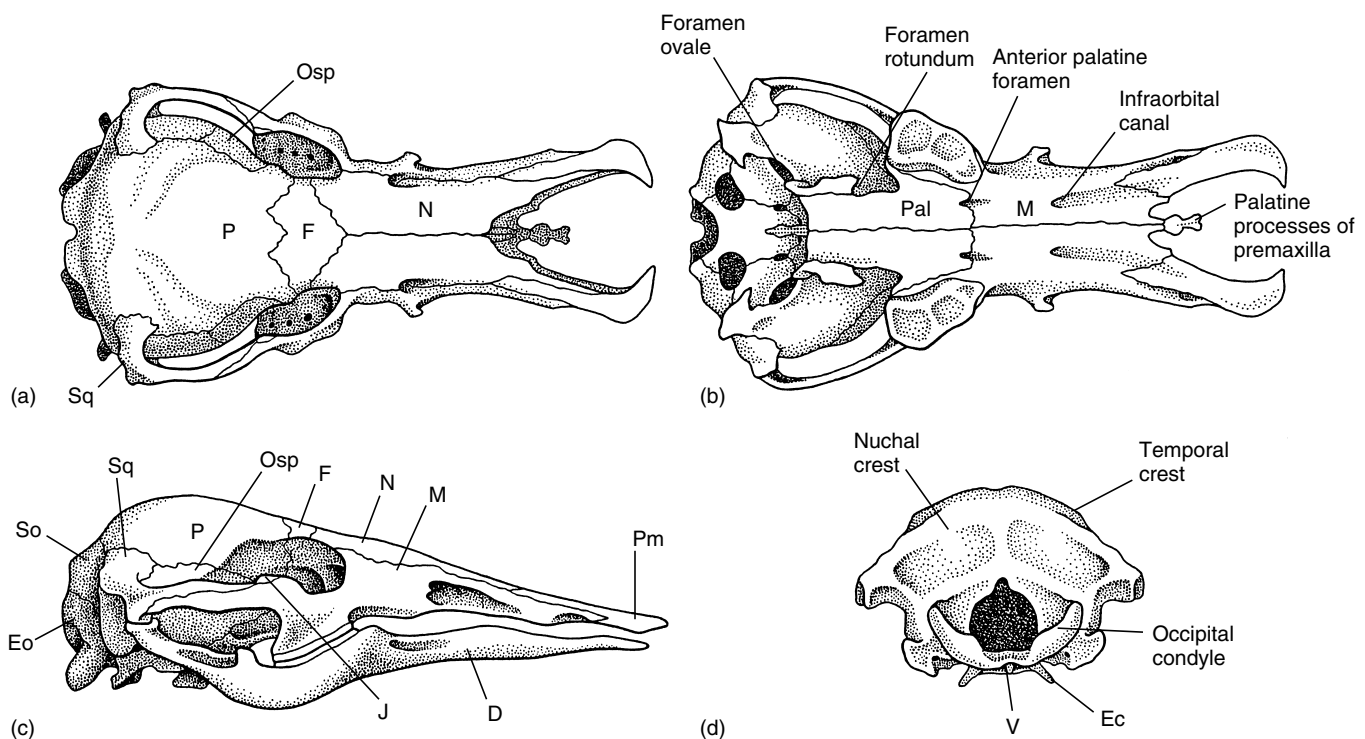 Osp
P
F
N
Sq
(a)
Foramen
ovale
Foramen
rotundum
Anterior palatine
foramen
Infraorbital
canal
Pal
M
Palatine
processes of
premaxilla
(b)
Sq
Osp
F
N
M
So
P
Pm
Eo
J
D
(c)
Nuchal
crest
Temporal
crest
Occipital
condyle
V
Ec
(d)